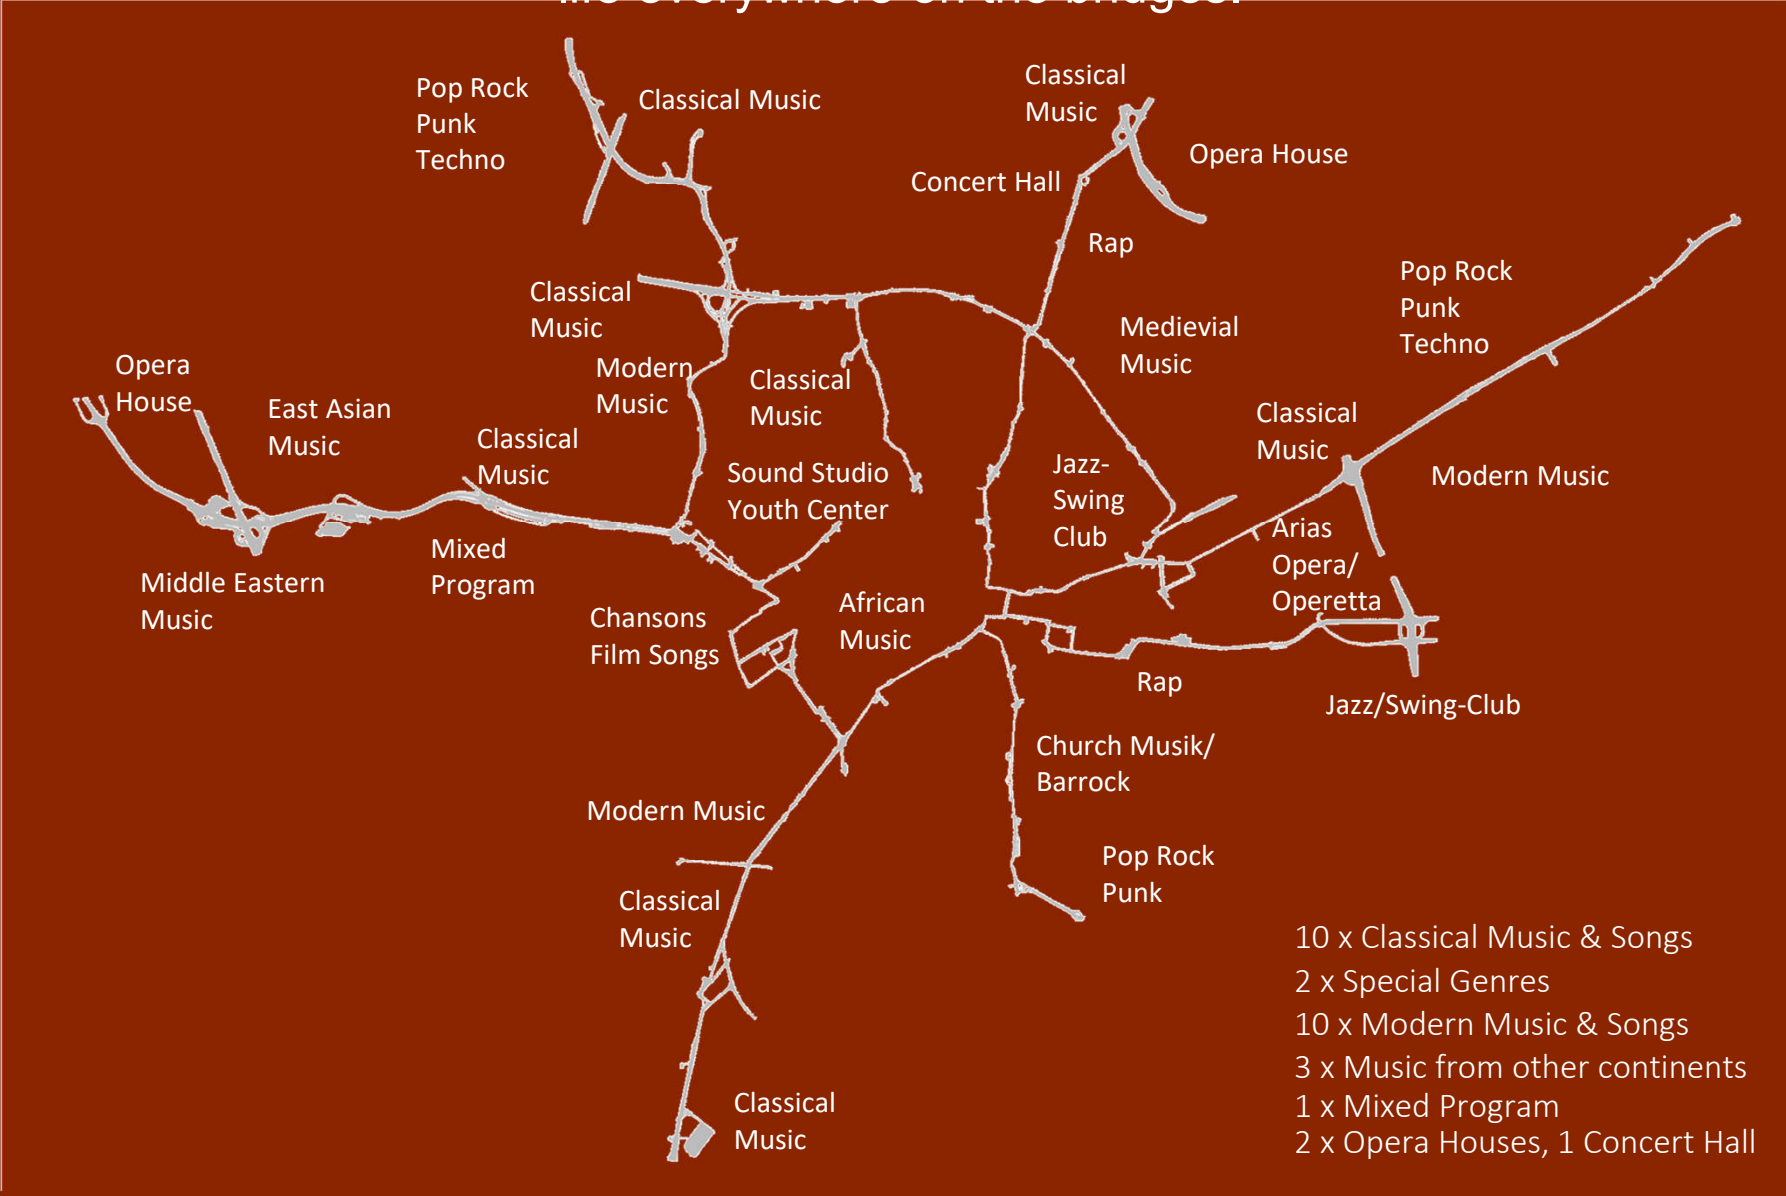 life everywhere on the bridges.
Pop Rock
Punk
Techno
Classical Music
Classical
Music
Opera House
Concert Hall
Rap
Classical
Music
Pop Rock
Punk
Techno
Medievial
Music
Opera
House
Modern
Music
Classical
Music
East Asian
Music
Classical
Music
Classical
Music
Modern Music
Sound Studio
Youth Center
Jazz-
Swing
Club
Arias
Opera/
Operetta
Mixed
Program
Middle Eastern
Music
Chansons
Film Songs
African
Music
Rap
Jazz/Swing-Club
Church Musik/
Barrock
Modern Music
Pop Rock
Punk
Classical
Music
Classical
Music
10 x Classical Music & Songs
2 x Special Genres
10 x Modern Music & Songs
3 x Music from other continents
1 x Mixed Program
2 x Opera Houses, 1 Concert Hall